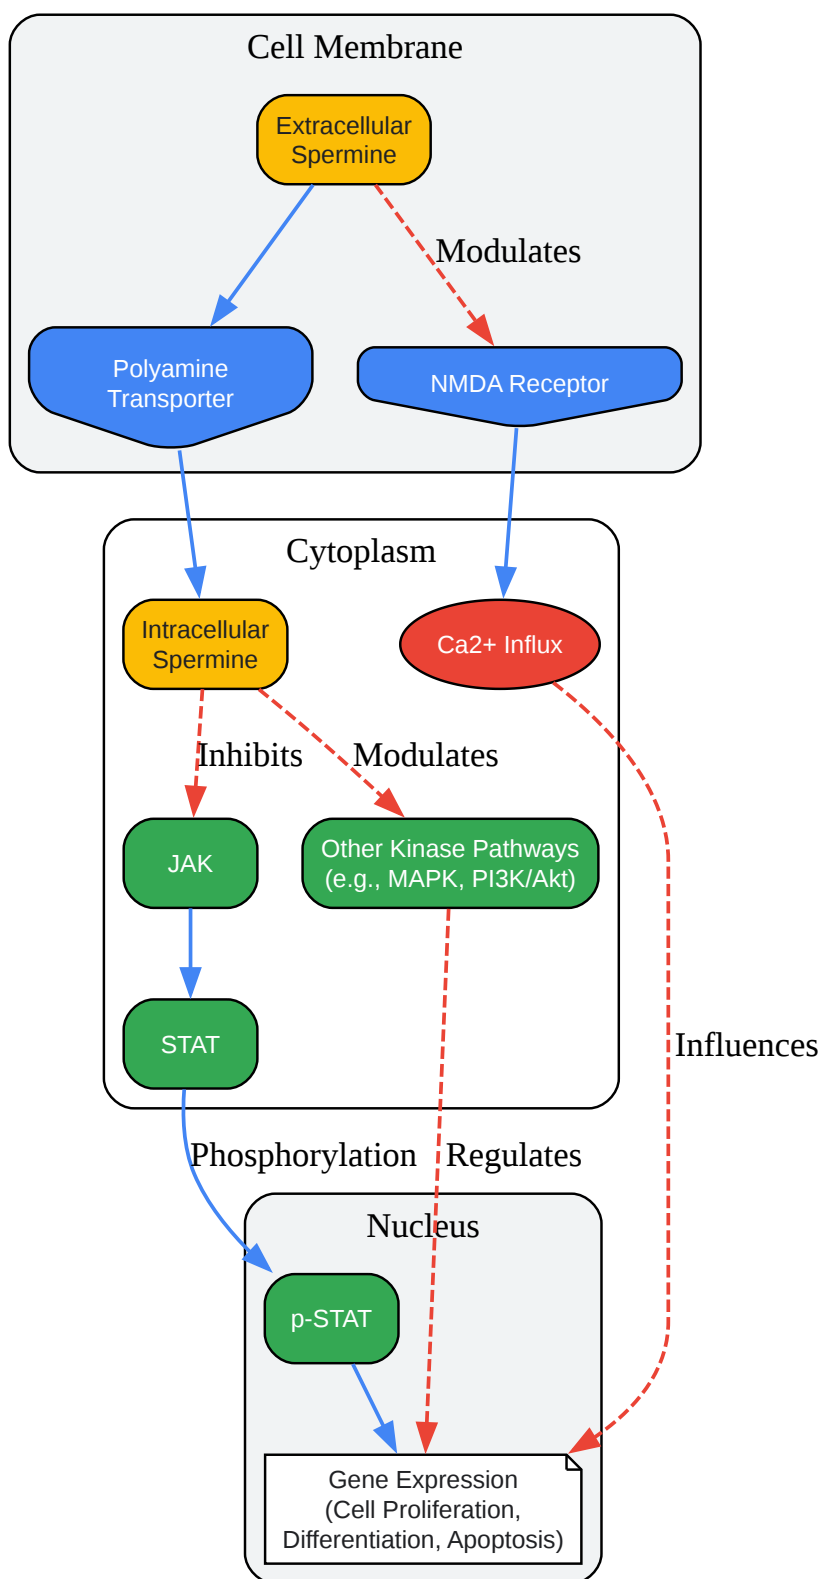 Cell Membrane
Extracellular
Spermine
Modulates
Polyamine
Transporter
NMDA Receptor
Cytoplasm
Intracellular
Spermine
Ca2+ Influx
Inhibits
Modulates
JAK
Other Kinase Pathways
(e.g., MAPK, PI3K/Akt)
STAT
Influences
Phosphorylation
Regulates
Nucleus
p-STAT
Gene Expression
(Cell Proliferation,
Differentiation, Apoptosis)